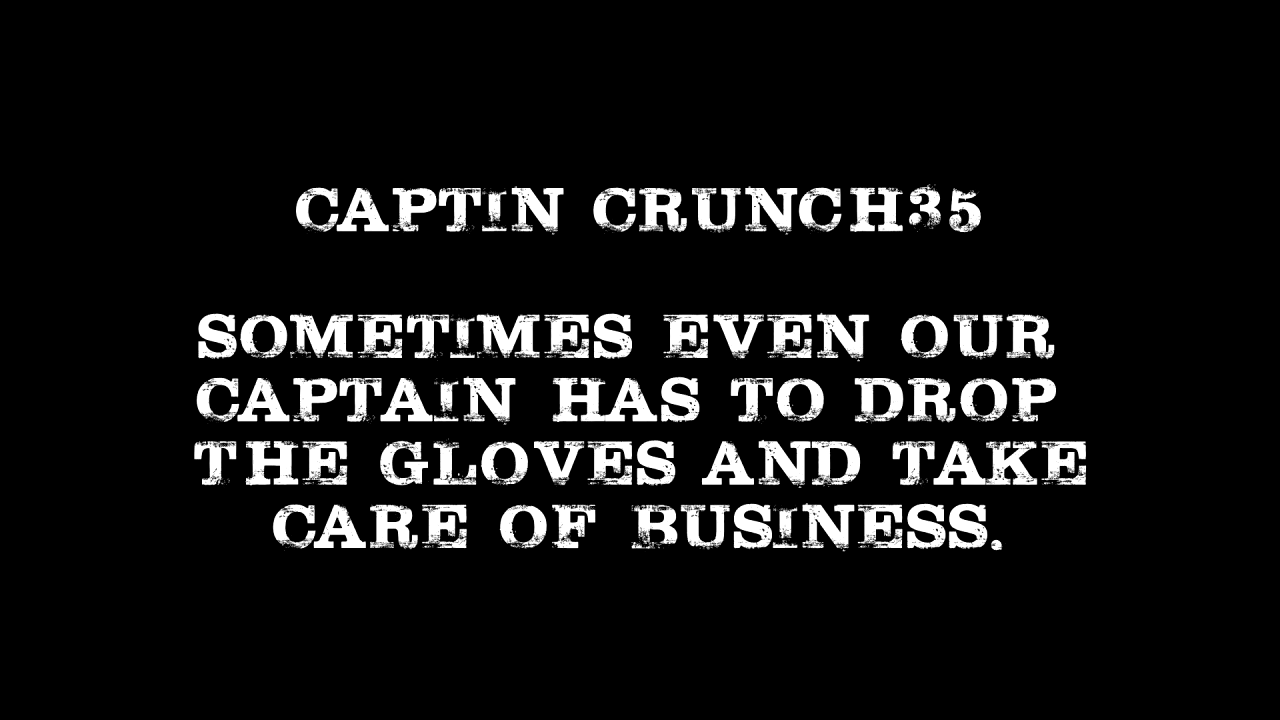 CAPTIN CRUNCH35
SOMETIMES EVEN OUR
CAPTAIN HAS TO DROP
THE GLOVES AND TAKE
CARE OF BUSINESS.